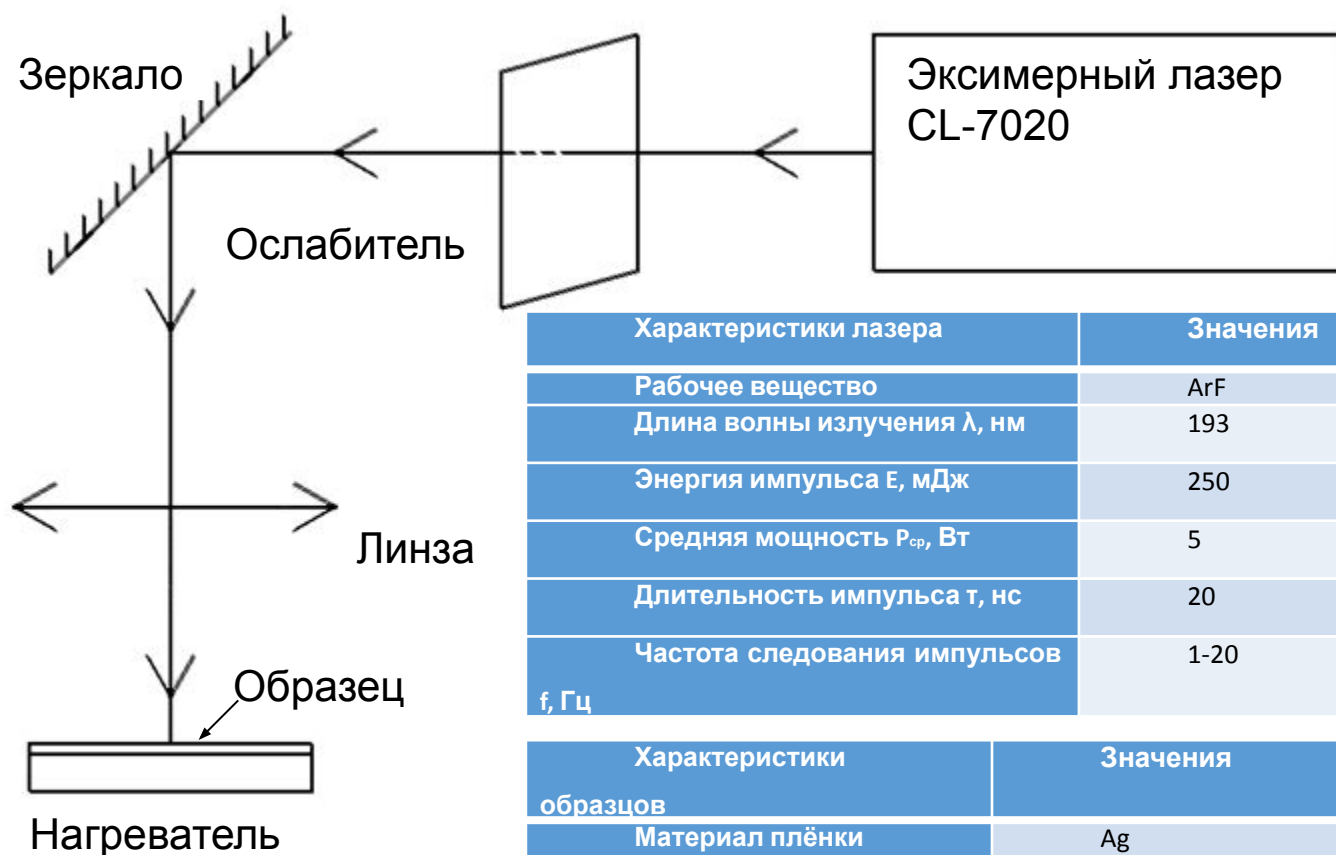 Зеркало
Эксимерный лазер
CL-7020
Ослабитель
Линза
Образец
Нагреватель
Характеристики лазера Значения
Рабочее вещество ArF
Длина волны излучения λ, нм 193
Энергия импульса E, мДж 250
Средняя мощность Pср, Вт 5
Длительность импульса τ, нс 20
Частота следования импульсов 1-20
f, Гц
Характеристики Значения
образцов
Материал плёнки Ag